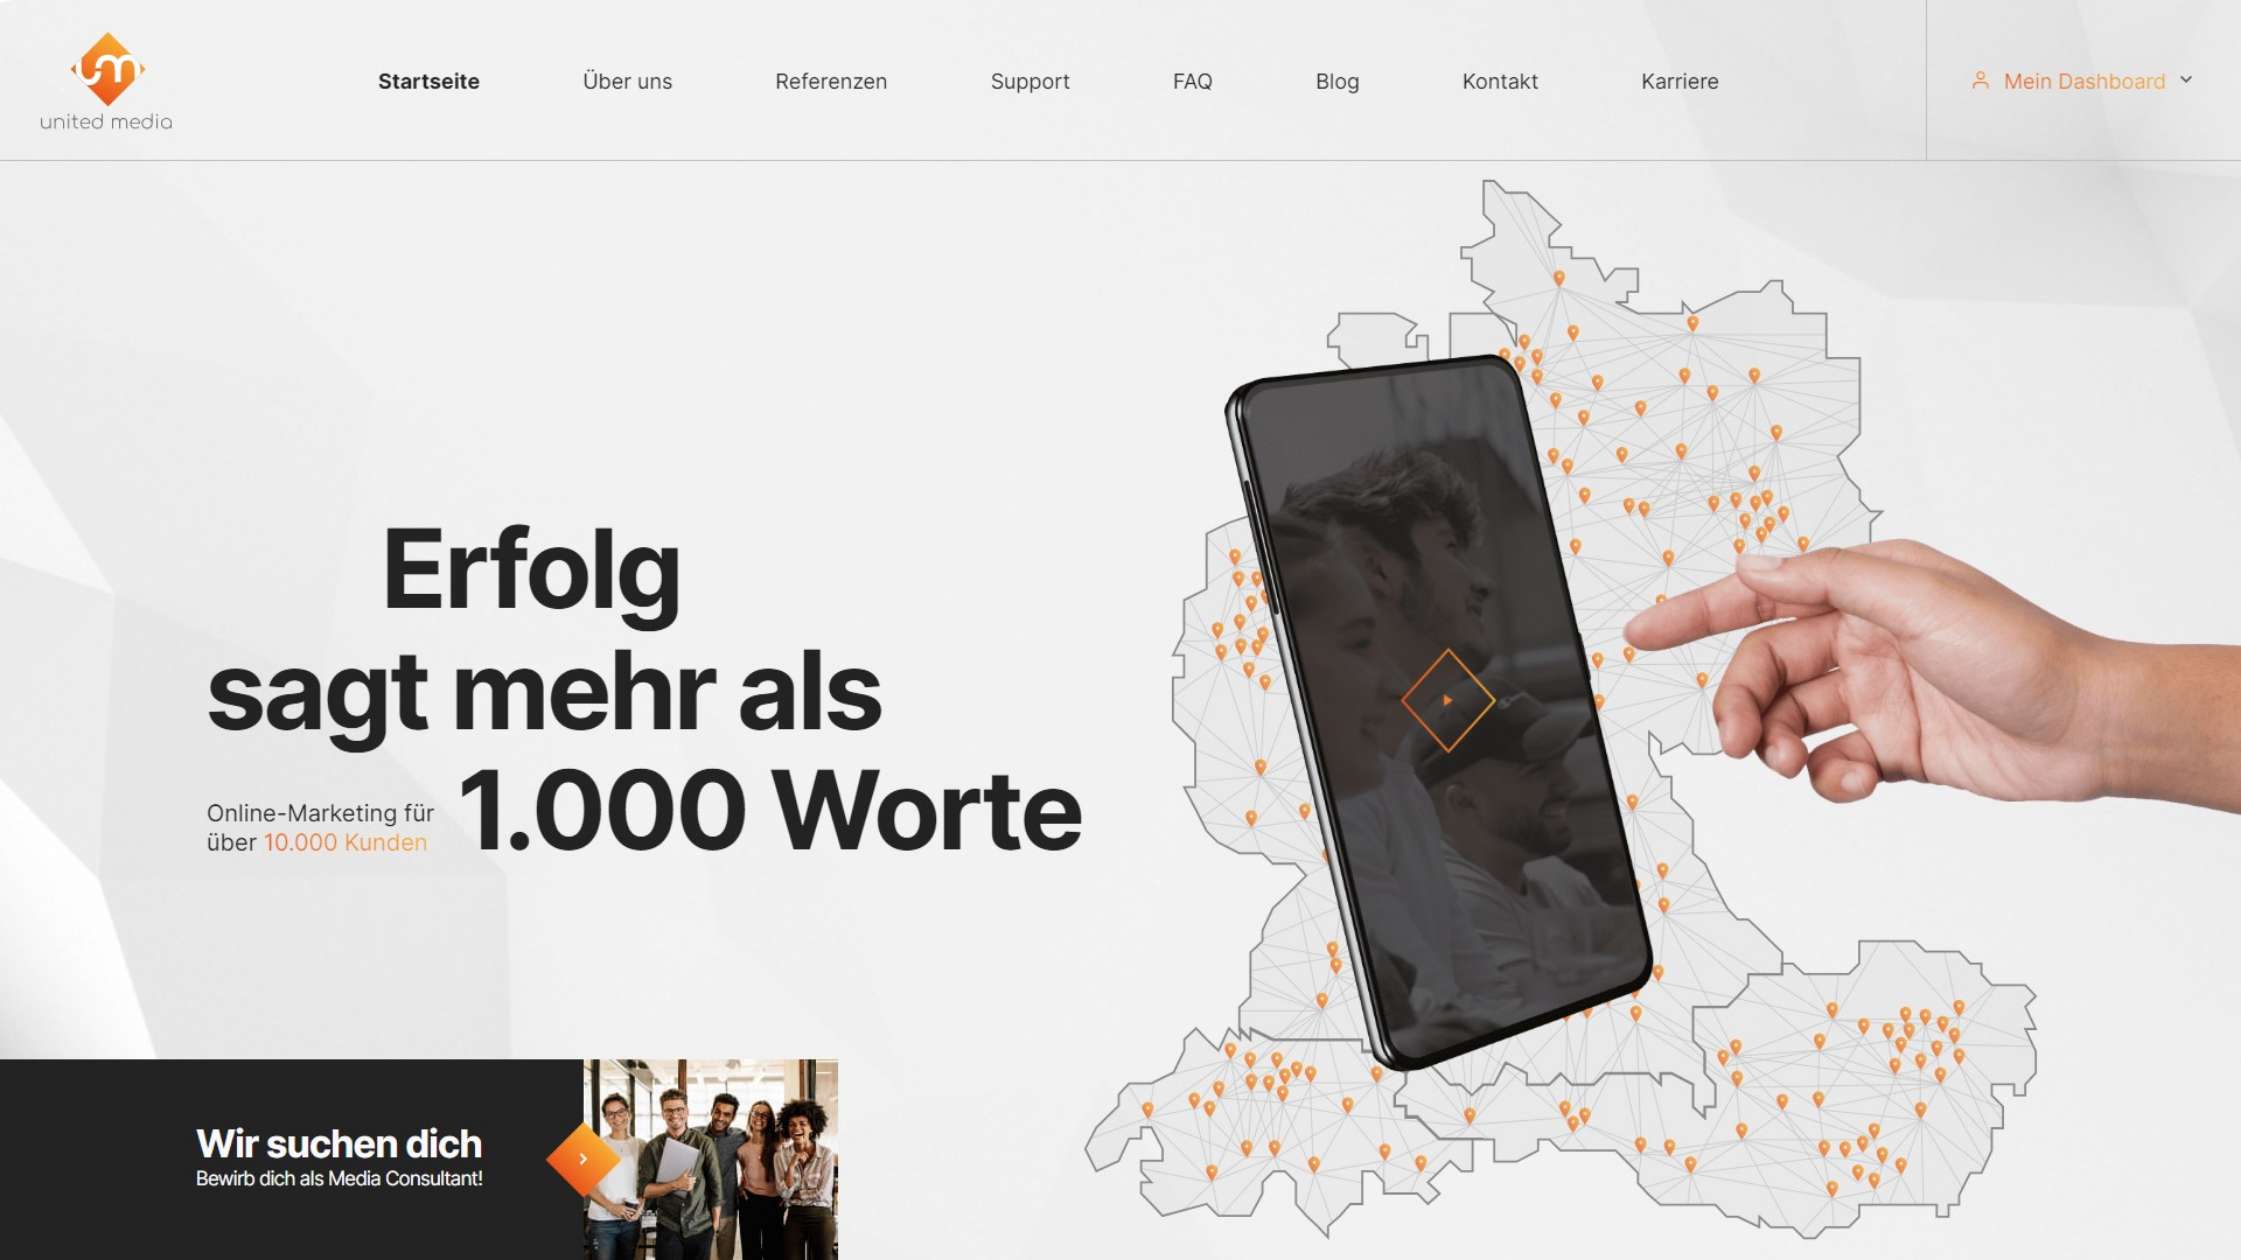 united media
Startseite
Über uns
Referenzen
Support
FAQ
Blog
Kontakt
Karriere
Mein Dashboard
Erfolg
sagt mehr als
1.000 Worte
Online-Marketing für
über 10.000 Kunden
Wir suchen dich
Bewirb dich als Media Consultant!